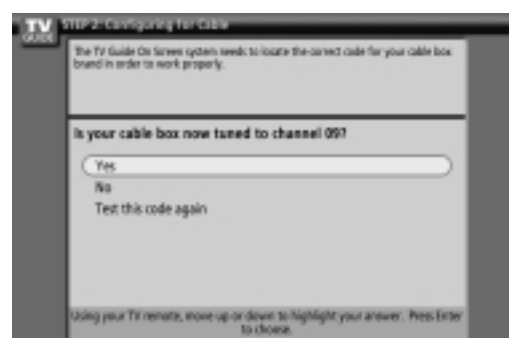 TV
GUIDE
STEP 2: Configuring for Cable
The TV Guide On Screen system needs to locate the correct code for your cable box
brand in order to work properly.
Is your cable box now tuned to channel 09?
Yes
No
Test this code again
Using your TV remote, move up or down to highlight your answer. Press Enter
to choose.